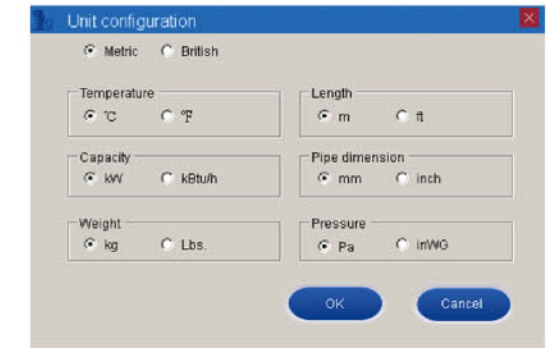 Unit configuration
Metric British
Temperature Length
℃ ℉ m ft
Capacity Pipe dimension
kW kBtu/h mm inch
Weight Pressure
kg Lbs. Pa inWG
OK Cancel